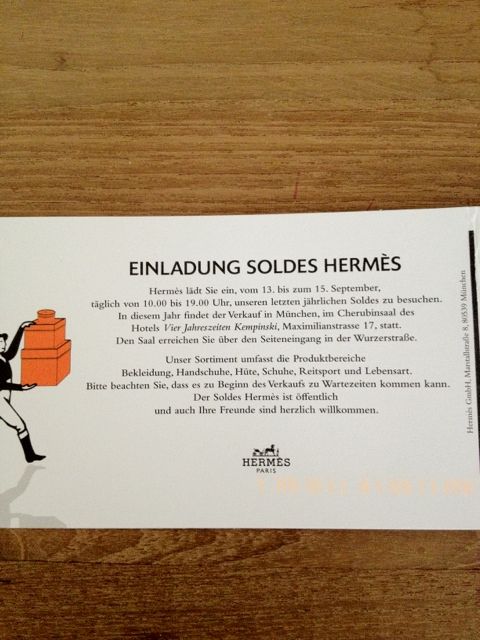 EINLADUNG SOLDES HERMÈS
Hermès lädt Sie ein, vom 13. bis zum 15. September,
täglich von 10.00 bis 19.00 Uhr, unseren letzten jährlichen Soldes zu besuchen.
In diesem Jahr findet der Verkauf in München, im Cherubinsaal des
Hotels Vier Jahreszeiten Kempinski, Maximilianstrasse 17, statt.
Den Saal erreichen Sie über den Seiteneingang in der Wurzerstraße.
Unser Sortiment umfasst die Produktbereiche
Bekleidung, Handschuhe, Hüte, Schuhe, Reitsport und Lebensart.
Bitte beachten Sie, dass es zu Beginn des Verkaufs zu Wartezeiten kommen kann.
Der Soldes Hermès ist öffentlich
und auch Ihre Freunde sind herzlich willkommen.
HERMÈS
PARIS
Hermès GmbH, Marstallstraße 8, 80539 München